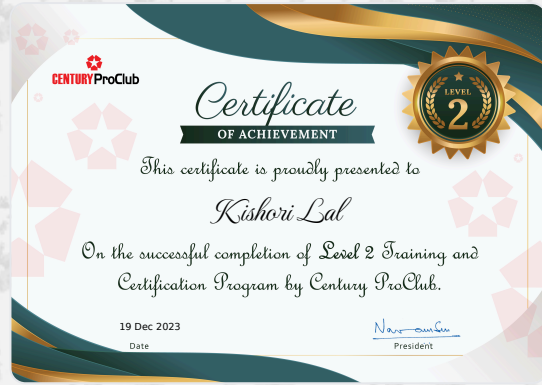 CENTURY ProClub
LEVEL
2
Certificate
OF ACHIEVEMENT
This certificate is proudly presented to
Kishori Lal
On the successful completion of Level 2 Training and
Certification Program by Century ProClub.
19 Dec 2023
Date
President